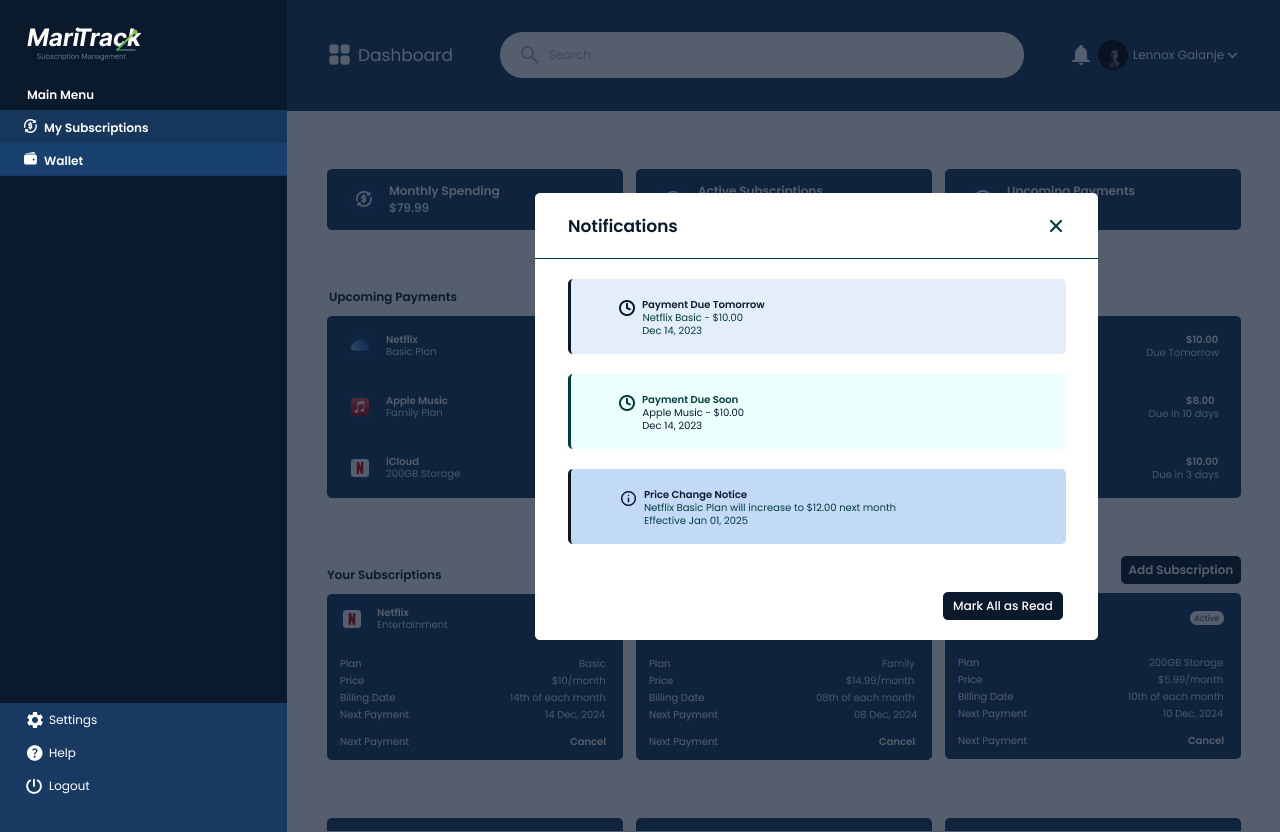 MariTrack
Subscription Management
Main Menu
My Subscriptions
Wallet
Settings
Help
Logout
Dashboard
Search
Lennox Galanje
Monthly Spending
$79.99
Active Subscriptions
Upcoming Payments
Upcoming Payments
Netflix
Basic Plan
$10.00
Due Tomorrow
Apple Music
Family Plan
$8.00
Due in 10 days
iCloud
200GB Storage
$10.00
Due in 3 days
Notifications
Payment Due Tomorrow
Netflix Basic - $10.00
Dec 14, 2023
Payment Due Soon
Apple Music - $10.00
Dec 14, 2023
Price Change Notice
Netflix Basic Plan will increase to $12.00 next month
Effective Jan 01, 2025
Mark All as Read
Your Subscriptions
Add Subscription
Netflix
Entertainment
Plan Basic
Price $10/month
Billing Date 14th of each month
Next Payment 14 Dec, 2024
Next Payment Cancel
Plan Family
Price $14.99/month
Billing Date 08th of each month
Next Payment 08 Dec, 2024
Next Payment Cancel
Active
Plan 200GB Storage
Price $5.99/month
Billing Date 10th of each month
Next Payment 10 Dec, 2024
Next Payment Cancel